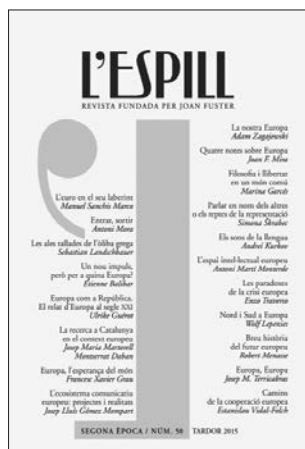 L'ESPILL
REVISTA FUNDADA PER JOAN FUSTER
L'euro en el seu laberint
Manuel Sanchis Marco
Entrar, sortir
Antoni Mora
Les ales tallades de l'òliba grega
Sebastian Landschbauer
Un nou impuls,
però per a quina Europa?
Étienne Balibar
Europa com a República.
El relat d'Europa al segle XXI
Ulrike Guérot
La recerca a Catalunya
en el context europeu
Josep Maria Martorell
Montserrat Daban
Europa, l'esperança del món
Francesc Xavier Grau
L'ecosistema comunicatiu
europeu: projectes i realitats
Josep Lluís Gómez Mompart
La nostra Europa
Adam Zagajewski
Quatre notes sobre Europa
Joan F. Mira
Filosofia i llibertat
en un món comú
Marina Garcés
Parlar en nom dels altres
o els reptes de la representació
Simona Škrabec
Els sons de la llengua
Andrei Kurkov
L'espai intel·lectual europeu
Antoni Martí Monterde
Les paradoxes
de la crisi europea
Enzo Traverso
Nord i Sud a Europa
Wolf Lepenies
Breu història
del futur europeu
Robert Menasse
Europa, Europa
Josep M. Terricabras
Camins
de la cooperació europea
Estanislau Vidal-Folch
SEGONA ÈPOCA / NÚM. 50 TARDOR 2015